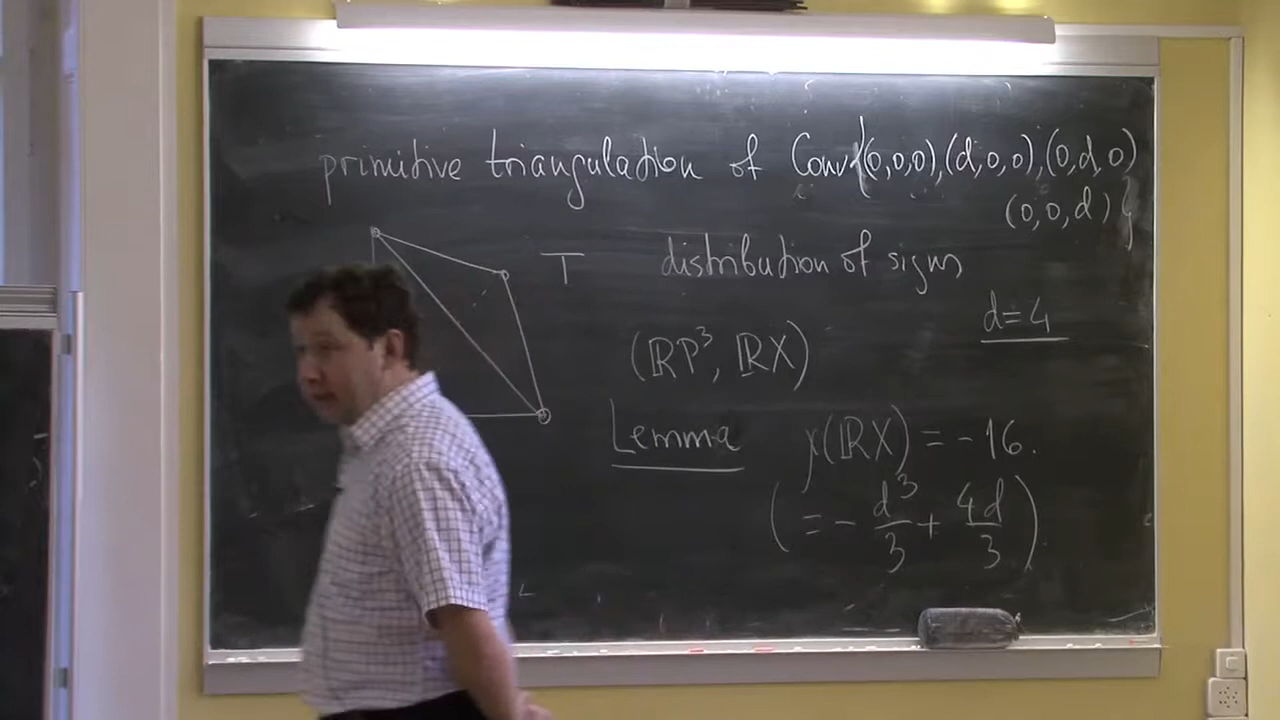 primitive triangulation of Conv{(0,0,0),(d,0,0),(0,d,0)
(0,0,d)}
T distribution of signs
d=4
(ℝP³, ℝX)
Lemma χ(ℝX) = -16.
(= - d³/3 + 4d/3)